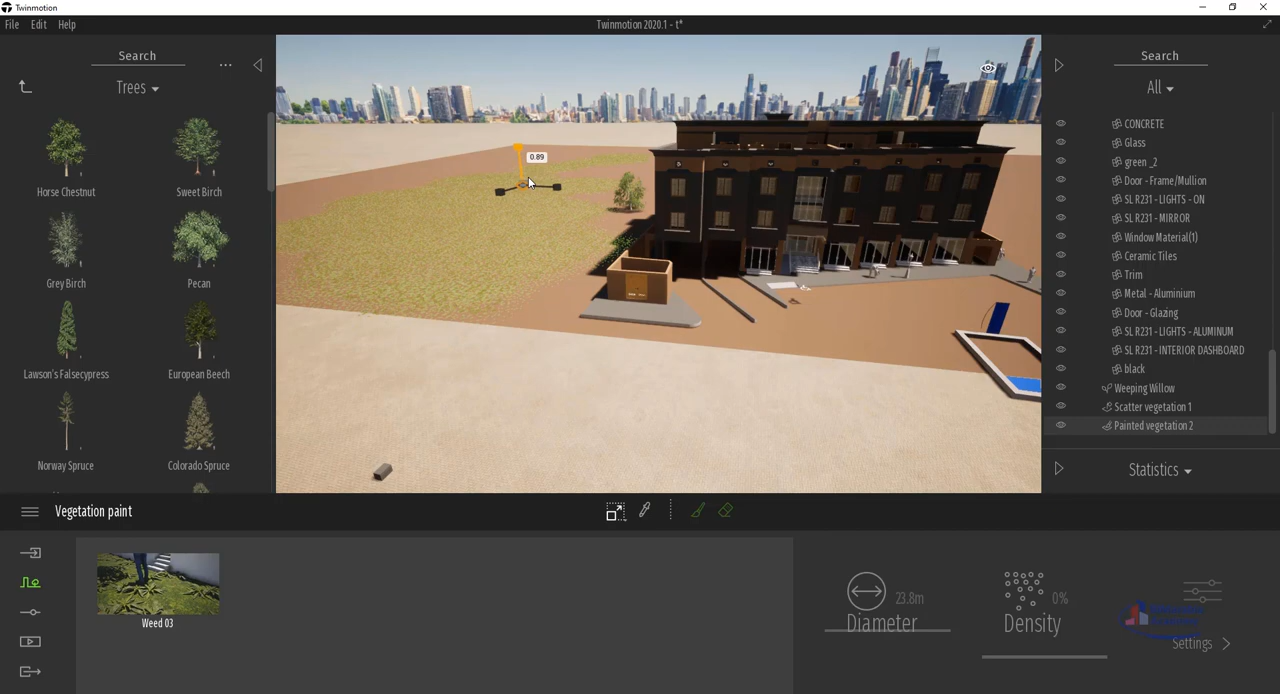 Twinmotion
File Edit Help
Twinmotion 2020.1 - t*
Search
...
Trees
Horse Chestnut
Sweet Birch
Grey Birch
Pecan
Lawson's Falsecypress
European Beech
Norway Spruce
Colorado Spruce
0.89
Search
All
CONCRETE
Glass
green _2
Door - Frame/Mullion
SL R231 - LIGHTS - ON
SL R231 - MIRROR
Window Material(1)
Ceramic Tiles
Trim
Metal - Aluminium
Door - Glazing
SL R231 - LIGHTS - ALUMINUM
SL R231 - INTERIOR DASHBOARD
black
Weeping Willow
Scatter vegetation 1
Painted vegetation 2
Statistics
Vegetation paint
Weed 03
23.8m
Diameter
0%
Density
Settings